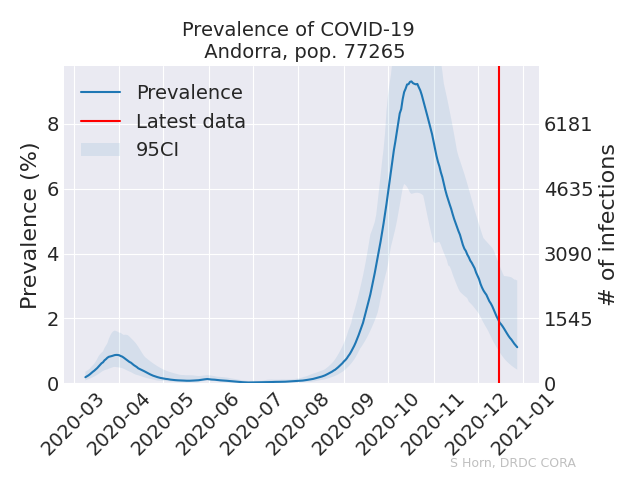 Prevalence of COVID-19
Andorra, pop. 77265
Prevalence
Latest data
95CI
Prevalence (%)
8
6
4
2
0
6181
4635
3090
1545
0
# of infections
2020-03
2020-04
2020-05
2020-06
2020-07
2020-08
2020-09
2020-10
2020-11
2020-12
2021-01
S Horn, DRDC CORA